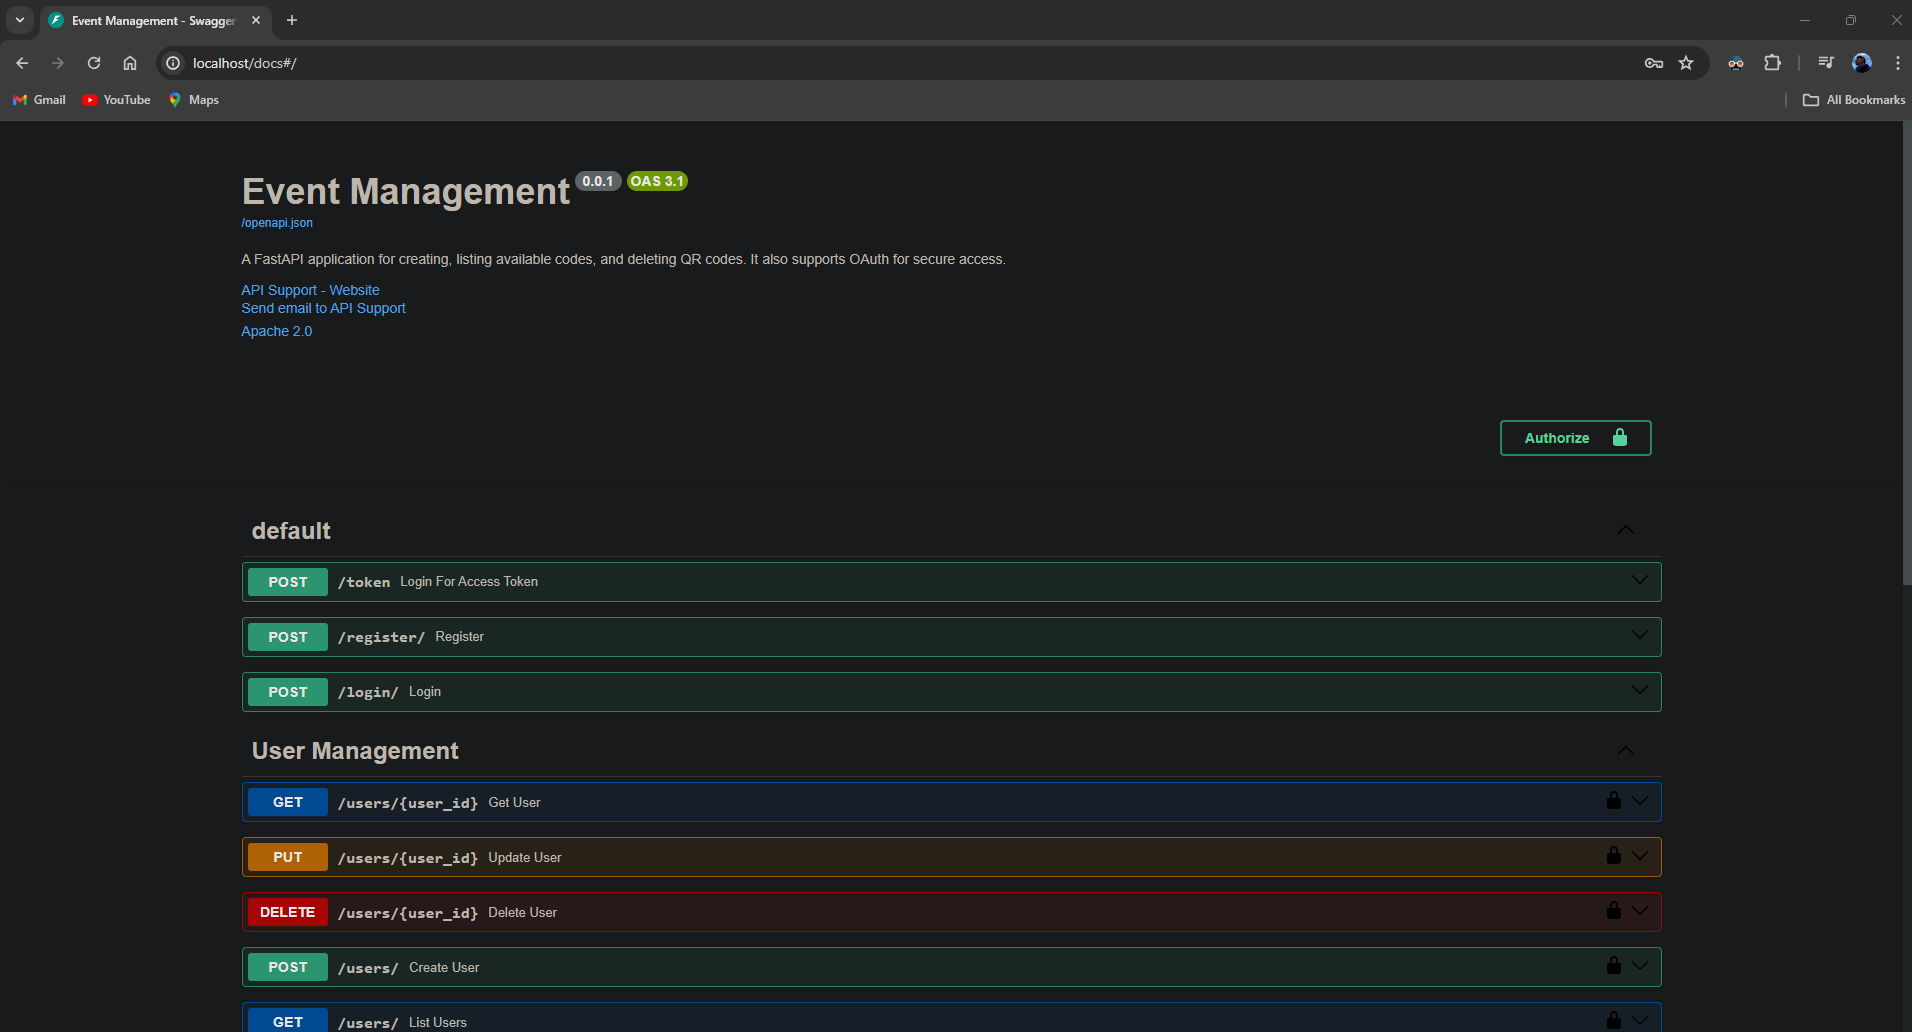 Event Management - Swagger
localhost/docs#/
Gmail
YouTube
Maps
All Bookmarks
Event Management 0.0.1 OAS 3.1
/openapi.json
A FastAPI application for creating, listing available codes, and deleting QR codes. It also supports OAuth for secure access.
API Support - Website
Send email to API Support
Apache 2.0
Authorize
default
POST /token Login For Access Token
POST /register/ Register
POST /login/ Login
User Management
GET /users/{user_id} Get User
PUT /users/{user_id} Update User
DELETE /users/{user_id} Delete User
POST /users/ Create User
GET /users/ List Users